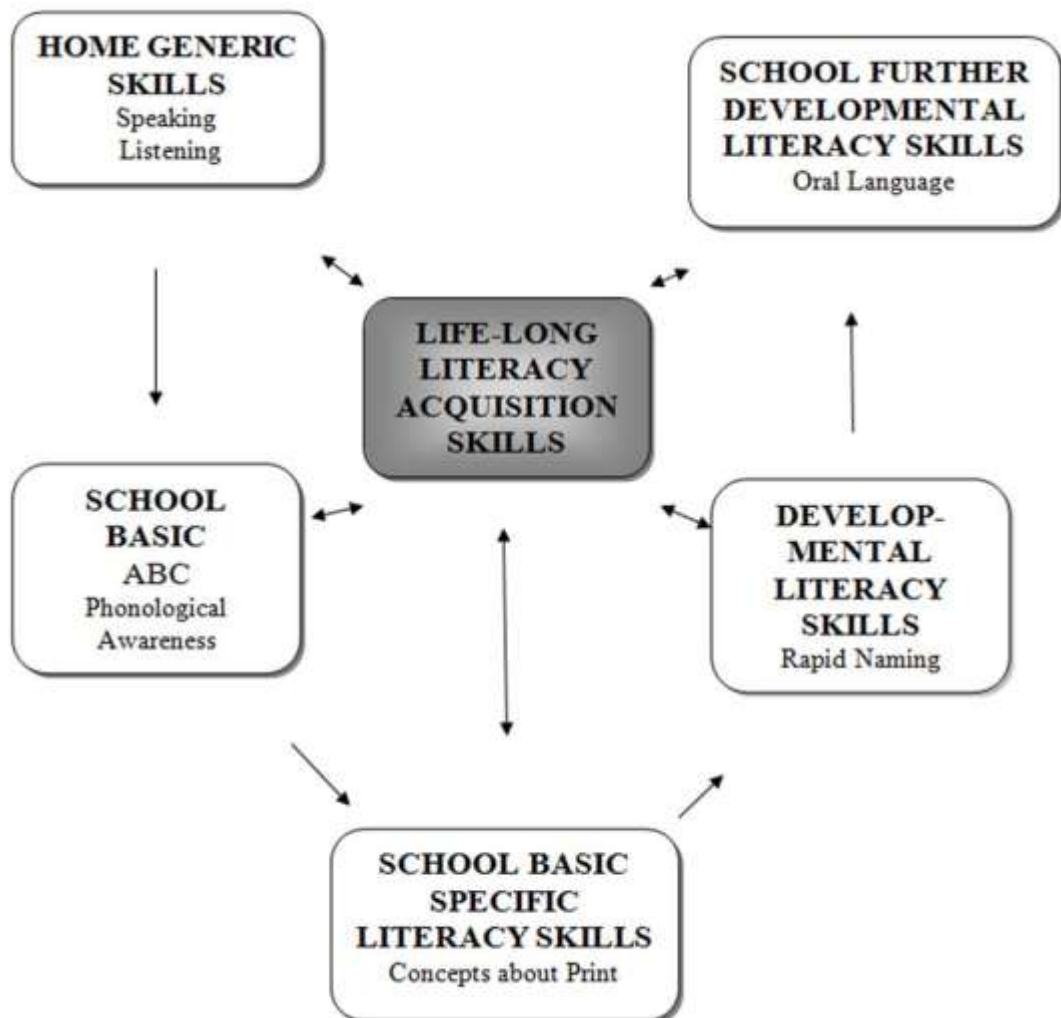 HOME GENERIC
SKILLS
Speaking
Listening
SCHOOL FURTHER
DEVELOPMENTAL
LITERACY SKILLS
Oral Language
LIFE-LONG
LITERACY
ACQUISITION
SKILLS
SCHOOL
BASIC
ABC
Phonological
Awareness
DEVELOP-
MENTAL
LITERACY
SKILLS
Rapid Naming
SCHOOL BASIC
SPECIFIC
LITERACY SKILLS
Concepts about Print